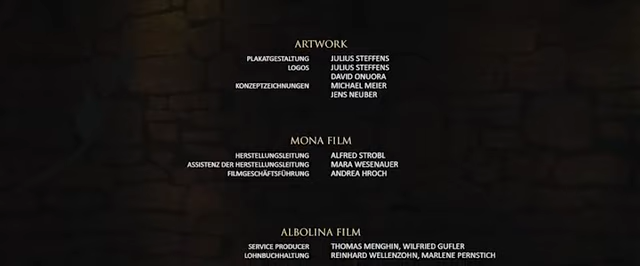 ARTWORK
PLAKATGESTALTUNG JULIUS STEFFENS
LOGOS JULIUS STEFFENS
DAVID ONUORA
KONZEPTZEICHNUNGEN MICHAEL MEIER
JENS NEUBER
MONA FILM
HERSTELLUNGSLEITUNG ALFRED STROBL
ASSISTENZ DER HERSTELLUNGSLEITUNG MARA WESENAUER
FILMGESCHÄFTSFÜHRUNG ANDREA HROCH
ALBOLINA FILM
SERVICE PRODUCER THOMAS MENGHIN, WILFRIED GUFLER
LOHNBUCHHALTUNG REINHARD WELLENZOHN, MARLENE PERNSTICH